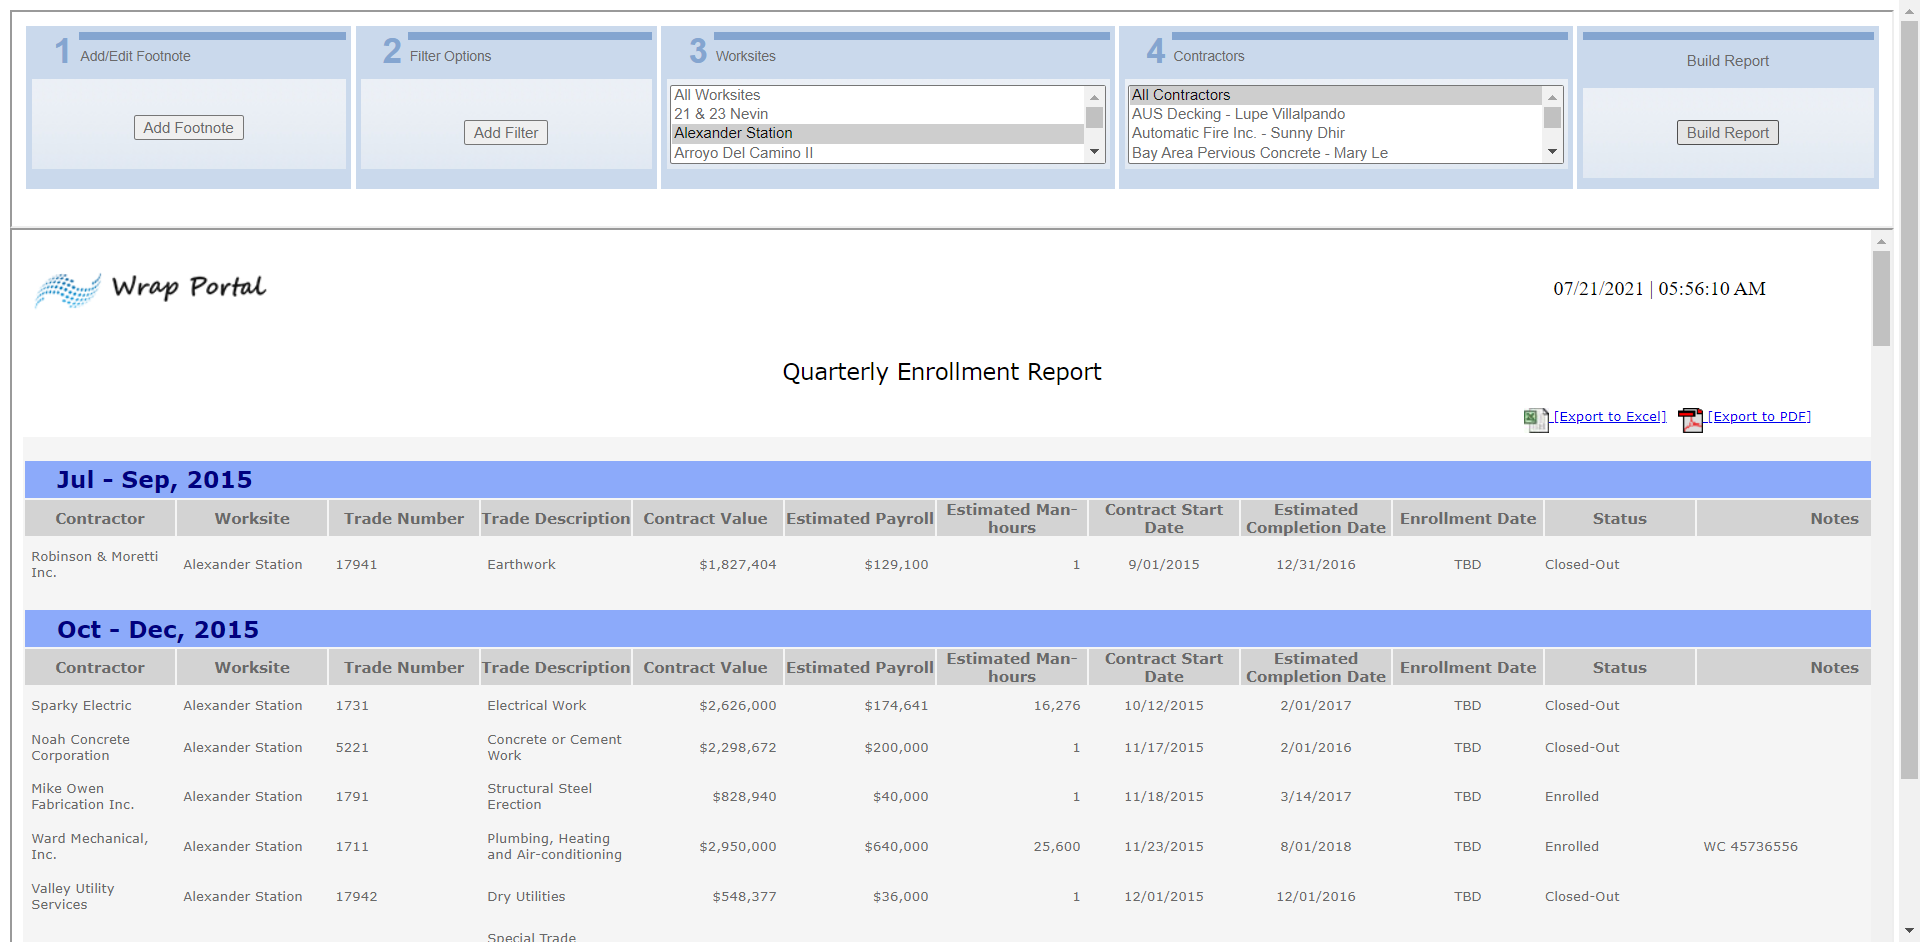 1 Add/Edit Footnote
Add Footnote
2 Filter Options
Add Filter
3 Worksites
All Worksites
21 & 23 Nevin
Alexander Station
Arroyo Del Camino II
4 Contractors
All Contractors
AUS Decking - Lupe Villalpando
Automatic Fire Inc. - Sunny Dhir
Bay Area Pervious Concrete - Mary Le
Build Report
Build Report
Wrap Portal
07/21/2021 | 05:56:10 AM
Quarterly Enrollment Report
[Export to Excel] [Export to PDF]
Jul - Sep, 2015
Contractor Worksite Trade Number Trade Description Contract Value Estimated Payroll Estimated Man-
hours Contract Start
Date Estimated
Completion Date Enrollment Date Status Notes
Robinson & Moretti
Inc. Alexander Station 17941 Earthwork $1,827,404 $129,100 1 9/01/2015 12/31/2016 TBD Closed-Out
Oct - Dec, 2015
Contractor Worksite Trade Number Trade Description Contract Value Estimated Payroll Estimated Man-
hours Contract Start
Date Estimated
Completion Date Enrollment Date Status Notes
Sparky Electric Alexander Station 1731 Electrical Work $2,626,000 $174,641 16,276 10/12/2015 2/01/2017 TBD Closed-Out
Noah Concrete
Corporation Alexander Station 5221 Concrete or Cement
Work $2,298,672 $200,000 1 11/17/2015 2/01/2016 TBD Closed-Out
Mike Owen
Fabrication Inc. Alexander Station 1791 Structural Steel
Erection $828,940 $40,000 1 11/18/2015 3/14/2017 TBD Enrolled
Ward Mechanical,
Inc. Alexander Station 1711 Plumbing, Heating
and Air-conditioning $2,950,000 $640,000 25,600 11/23/2015 8/01/2018 TBD Enrolled WC 45736556
Valley Utility
Services Alexander Station 17942 Dry Utilities $548,377 $36,000 1 12/01/2015 12/01/2016 TBD Closed-Out
Special Trade